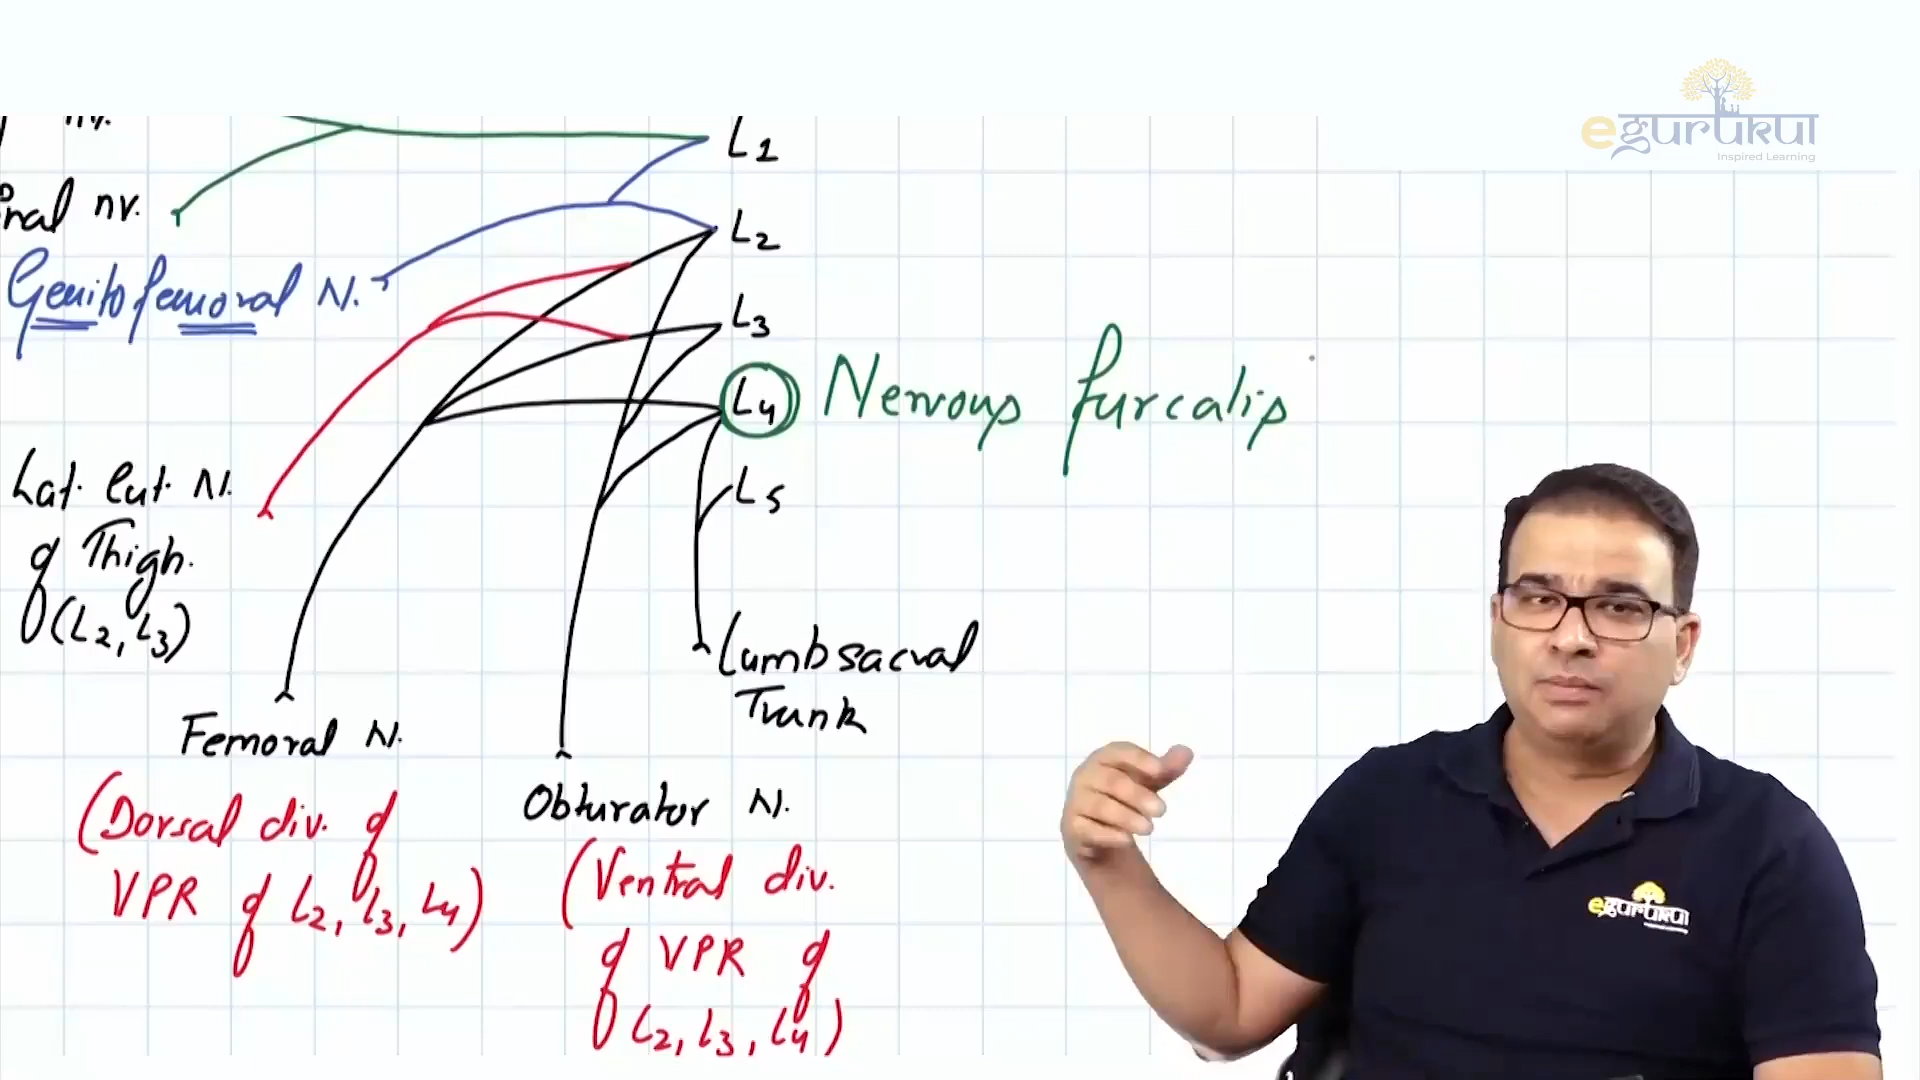 egurukul
Inspired Learning
nv.
L1
nv.
L2
Genitofemoral N.
L3
L4 Nervous furcalis
Lat. Cut. N.
L5
of Thigh.
(L2, L3)
Lumbsacral
Trunk
Femoral N.
Obturator N.
(Dorsal div. of
VPR of L2, L3, L4)
(Ventral div.
of VPR of
L2, L3, L4)
egurukul